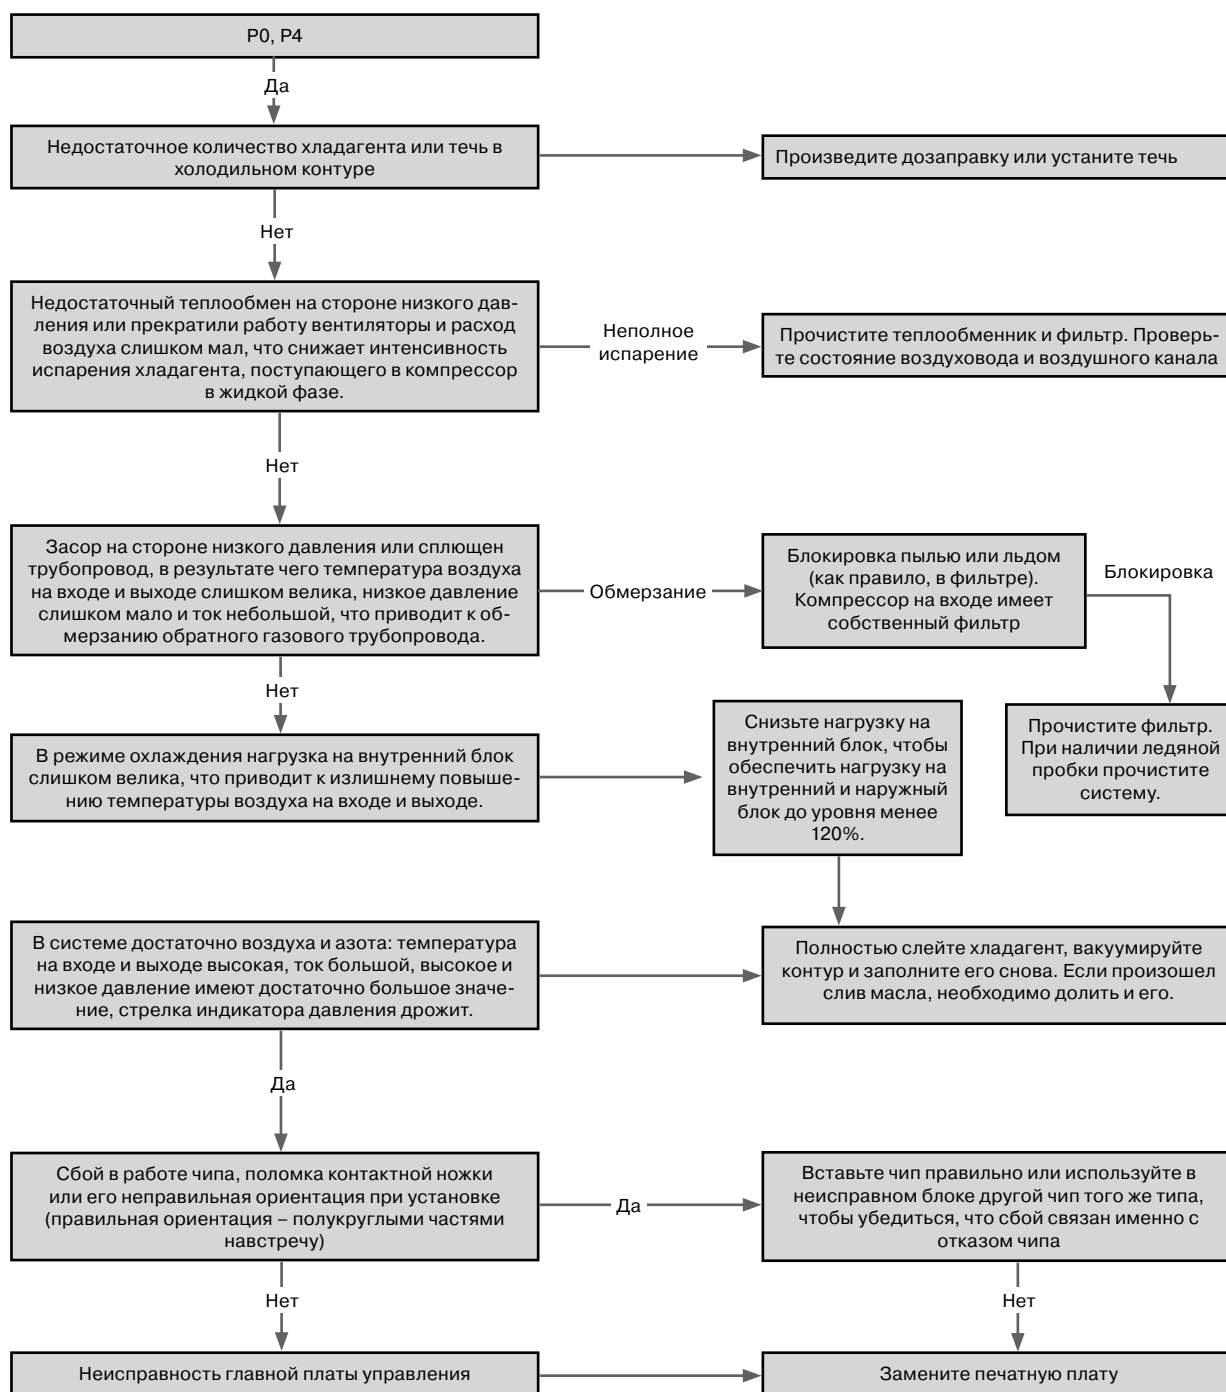 P0, P4
Да
Недостаточное количество хладагента или течь в
холодильном контуре
Произведите дозаправку или устаните течь
Нет
Недостаточный теплообмен на стороне низкого дав-
ления или прекратили работу вентиляторы и расход
воздуха слишком мал, что снижает интенсивность
испарения хладагента, поступающего в компрессор
в жидкой фазе.
Неполное
испарение
Прочистите теплообменник и фильтр. Проверь-
те состояние воздуховода и воздушного канала
Нет
Засор на стороне низкого давления или сплющен
трубопровод, в результате чего температура воздуха
на входе и выходе слишком велика, низкое давление
слишком мало и ток небольшой, что приводит к об-
мерзанию обратного газового трубопровода.
Обмерзание
Блокировка пылью или льдом
(как правило, в фильтре).
Компрессор на входе имеет
собственный фильтр
Блокировка
Прочистите фильтр.
При наличии ледяной
пробки прочистите
систему.
Нет
В режиме охлаждения нагрузка на внутренний блок
слишком велика, что приводит к излишнему повыше-
нию температуры воздуха на входе и выходе.
Снизьте нагрузку на
внутренний блок, чтобы
обеспечить нагрузку на
внутренний и наружный
блок до уровня менее
120%.
В системе достаточно воздуха и азота: температура
на входе и выходе высокая, ток большой, высокое и
низкое давление имеют достаточно большое значе-
ние, стрелка индикатора давления дрожит.
Полностью слейте хладагент, вакуумируйте
контур и заполните его снова. Если произошел
слив масла, необходимо долить и его.
Да
Сбой в работе чипа, поломка контактной ножки
или его неправильная ориентация при установке
(правильная ориентация – полукруглыми частями
навстречу)
Да
Вставьте чип правильно или используйте в
неисправном блоке другой чип того же типа,
чтобы убедиться, что сбой связан именно с
отказом чипа
Нет
Нет
Неисправность главной платы управления
Замените печатную плату